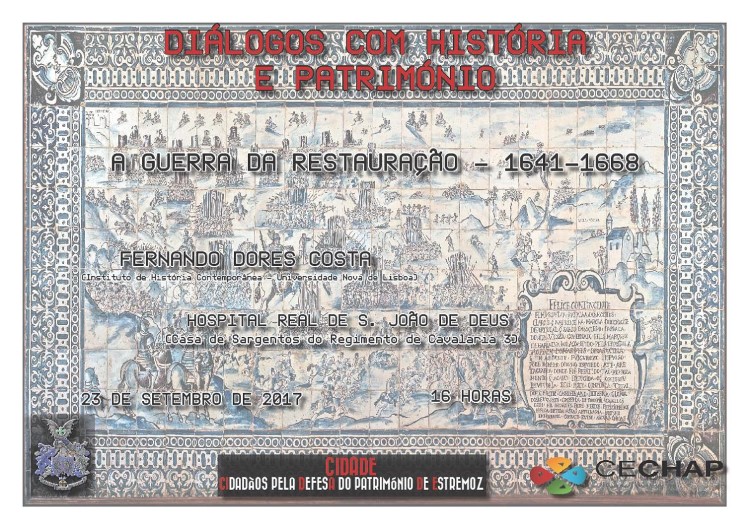 DIÁLOGOS COM HISTÓRIA
E PATRIMÓNIO
A GUERRA DA RESTAURAÇÃO - 1641-1668
FERNANDO DORES COSTA
(Instituto de História Contemporânea - Universidade Nova de Lisboa)
HOSPITAL REAL DE S. JOÃO DE DEUS
(Casa de Sargentos do Regimento de Cavalaria 3)
23 DE SETEMBRO DE 2017
16 HORAS
CIDADE
CIDADÃOS PELA DEFESA DO PATRIMÓNIO DE ESTREMOZ
CECHAP